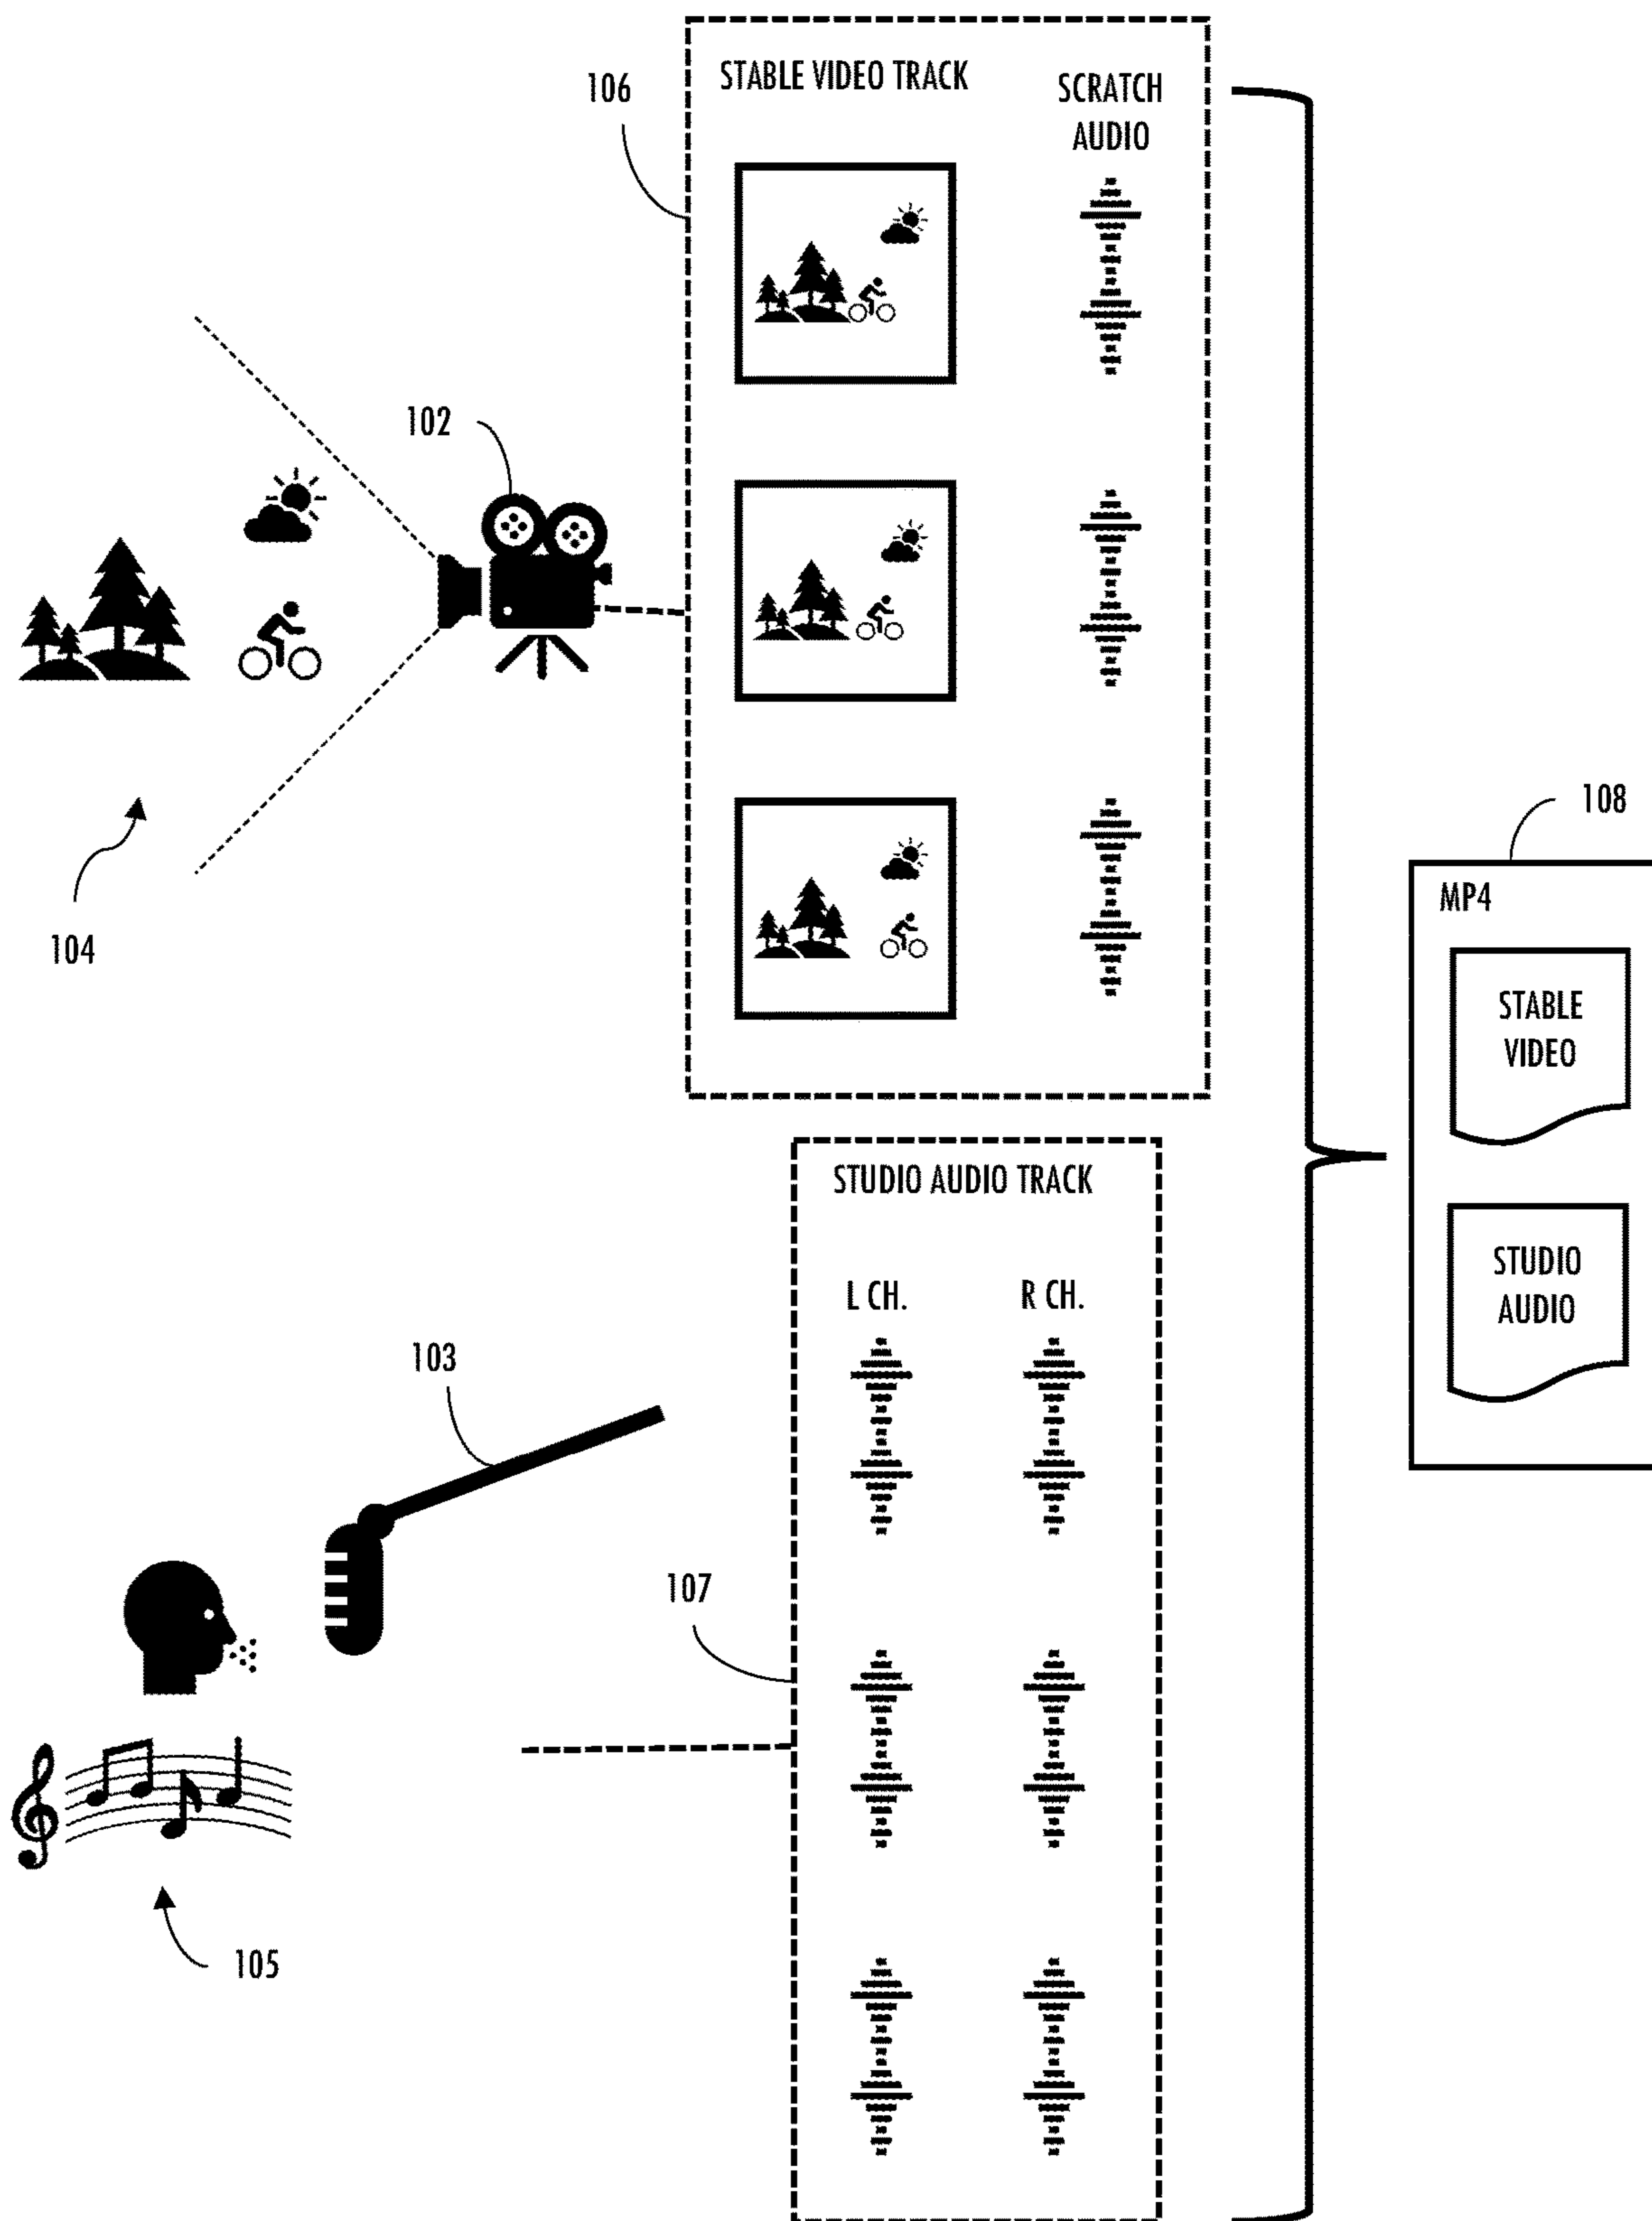 106
STABLE VIDEO TRACK
SCRATCH
AUDIO
102
104
108
MP4
STABLE
VIDEO
STUDIO
AUDIO
STUDIO AUDIO TRACK
L CH.
R CH.
103
107
105